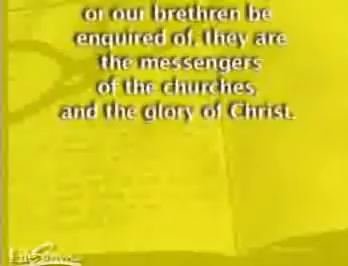 or our brethren be
enquired of, they are
the messengers
of the churches,
and the glory of Christ.